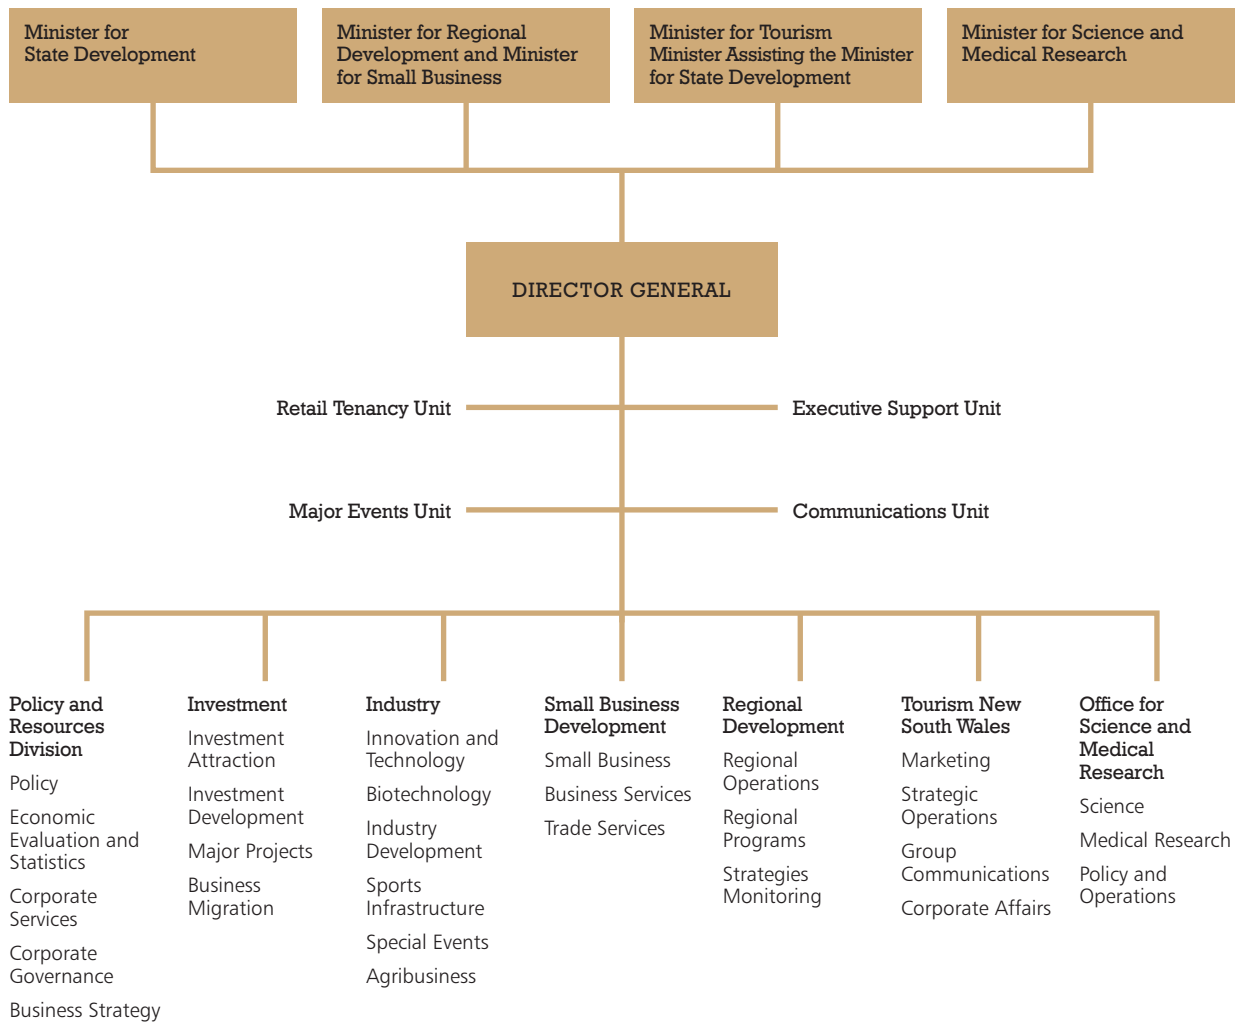 Minister for
State Development
Minister for Regional
Development and Minister
for Small Business
Minister for Tourism
Minister Assisting the Minister
for State Development
Minister for Science and
Medical Research
DIRECTOR GENERAL
Retail Tenancy Unit
Executive Support Unit
Major Events Unit
Communications Unit
Policy and
Resources
Division
Policy
Economic
Evaluation and
Statistics
Corporate
Services
Corporate
Governance
Business Strategy
Investment
Investment
Attraction
Investment
Development
Major Projects
Business
Migration
Industry
Innovation and
Technology
Biotechnology
Industry
Development
Sports
Infrastructure
Special Events
Agribusiness
Small Business
Development
Small Business
Business Services
Trade Services
Regional
Development
Regional
Operations
Regional
Programs
Strategies
Monitoring
Tourism New
South Wales
Marketing
Strategic
Operations
Group
Communications
Corporate Affairs
Office for
Science and
Medical
Research
Science
Medical Research
Policy and
Operations